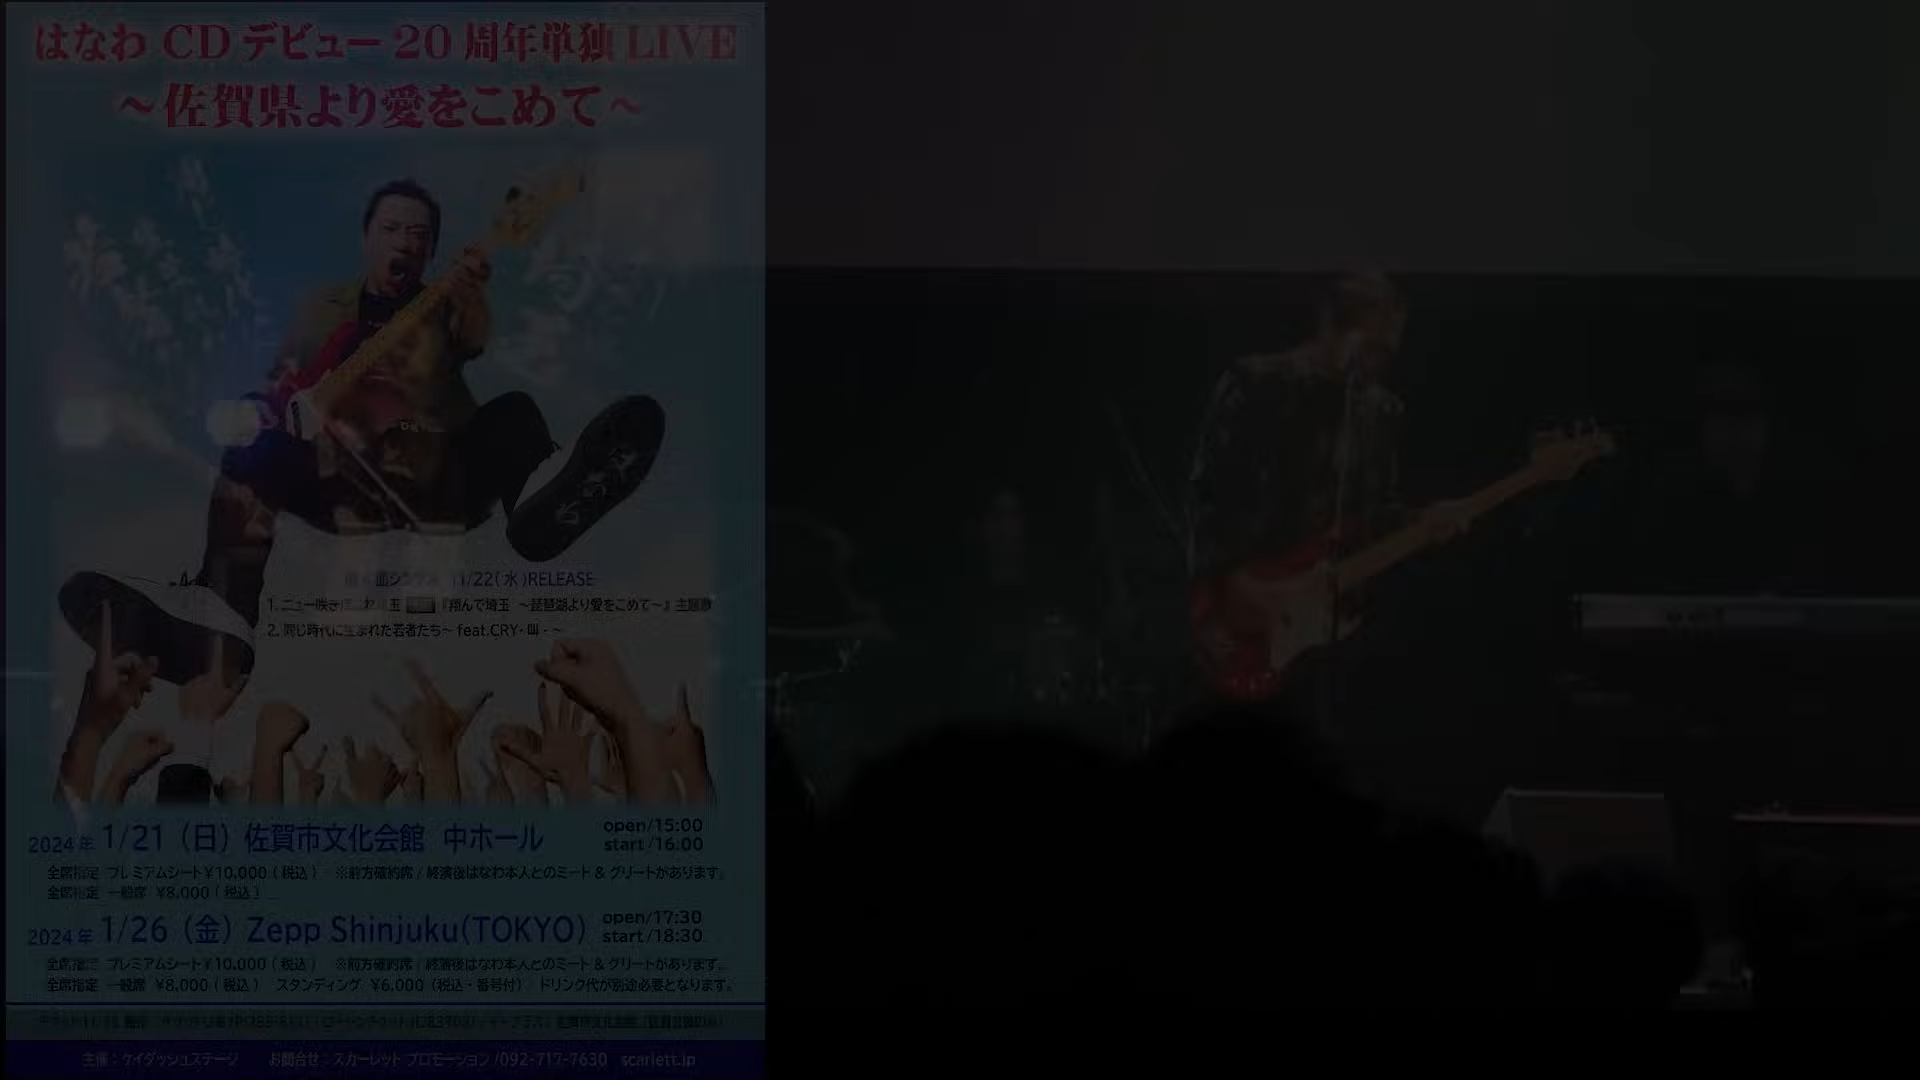 はなわ CD デビュー 20 周年単独 LIVE
～佐賀県より愛をこめて～
11/22(水)RELEASE
1. ニュー咲きほこれ埼玉 『翔んで埼玉 ～琵琶湖より愛をこめて～』主題歌
2. 同じ時代に生まれた若者たち～ feat.CRY- 叫 - ～
2024年 1/21（日）佐賀市文化会館 中ホール open/15:00 start/16:00
全席指定 プレミアムシート¥10,000（税込） ※前方確約席 / 終演後はなわ本人とのミート & グリートがあります。
全席指定 一般席 ¥8,000（税込）
2024年 1/26（金）Zepp Shinjuku(TOKYO) open/17:30 start/18:30
全席指定 プレミアムシート¥10,000（税込） ※前方確約席 / 終演後はなわ本人とのミート & グリートがあります。
全席指定 一般席 ¥8,000（税込） スタンディング ¥6,000（税込・番号付） ドリンク代が別途必要となります。
主催：ケイダッシュステージ お問合せ：スカーレット プロモーション /092-717-7630 scarlett.jp